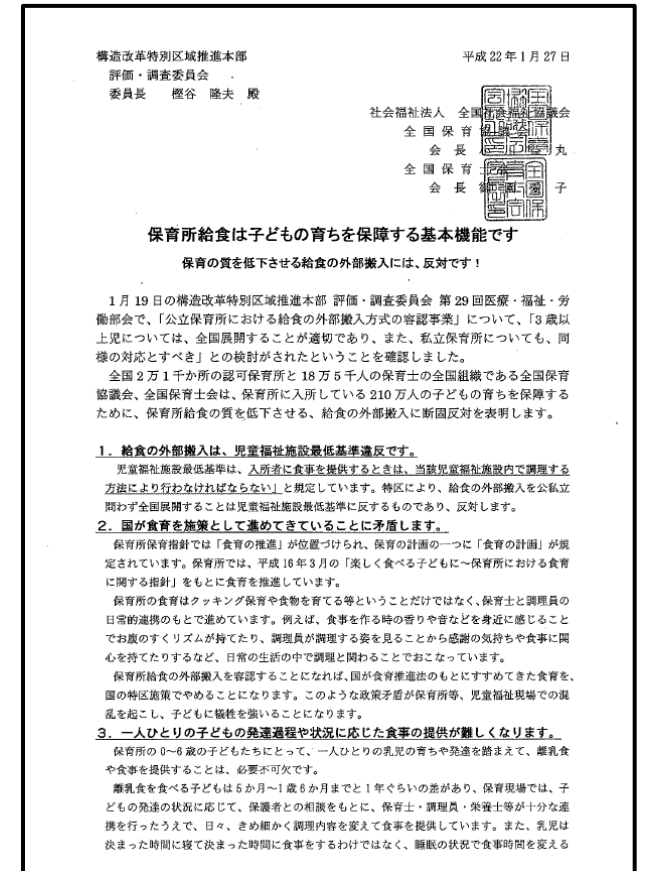 構造改革特別区域推進本部
平成22年1月27日
評価・調査委員会
委員長 樫谷 隆夫 殿
社会福祉法人 全国社会福祉協議会
全国保育協議会
会長 丸
全国保育士会
会長 御園 愛子
保育所給食は子どもの育ちを保障する基本機能です
保育の質を低下させる給食の外部搬入には、反対です！
1月19日の構造改革特別区域推進本部 評価・調査委員会 第29回医療・福祉・労
働部会で、「公立保育所における給食の外部搬入方式の容認事業」について、「3歳以
上児については、全国展開することが適切であり、また、私立保育所についても、同
様の対応とすべき」との検討がされたということを確認しました。
全国2万1千か所の認可保育所と18万5千人の保育士の全国組織である全国保育
協議会、全国保育士会は、保育所に入所している210万人の子どもの育ちを保障する
ために、保育所給食の質を低下させる、給食の外部搬入に断固反対を表明します。
1．給食の外部搬入は、児童福祉施設最低基準違反です。
児童福祉施設最低基準は、入所者に食事を提供するときは、当該児童福祉施設内で調理する
方法により行わなければならない」と規定しています。特区により、給食の外部搬入を公私立
問わず全国展開することは児童福祉施設最低基準に反するものであり、反対します。
2．国が食育を施策として進めてきていることに矛盾します。
保育所保育指針では「食育の推進」が位置づけられ、保育の計画の一つに「食育の計画」が規
定されています。保育所では、平成16年3月の「楽しく食べる子どもに～保育所における食育
に関する指針」をもとに食育を推進しています。
保育所の食育はクッキング保育や食物を育てる等ということだけではなく、保育士と調理員の
日常的連携のもとで進めています。例えば、食事を作る時の香りや音などを身近に感じること
でお腹のすくリズムが持てたり、調理員が調理する姿を見ることから感謝の気持ちや食事に関
心を持てたりするなど、日常の生活の中で調理と関わることでおこなっています。
保育所給食の外部搬入を容認することになれば、国が食育推進法のもとにすすめてきた食育を、
国の特区施策でやめることになります。このような政策矛盾が保育所等、児童福祉現場での混
乱を起こし、子どもに犠牲を強いることになります。
3．一人ひとりの子どもの発達過程や状況に応じた食事の提供が難しくなります。
保育所の0～6歳の子どもたちにとって、一人ひとりの乳児の育ちや発達を踏まえて、離乳食
や食事を提供することは、必要不可欠です。
離乳食を食べる子どもは5か月～1歳6か月までと1年ぐらいの差があり、保育現場では、子
どもの発達の状況に応じて、保護者との相談をもとに、保育士・調理員・栄養士等が十分な連
携を行ったうえで、日々、きめ細かく調理内容を変えて食事を提供しています。また、乳児は
決まった時間に寝て決まった時間に食事をするわけではなく、睡眠の状況で食事時間を変える